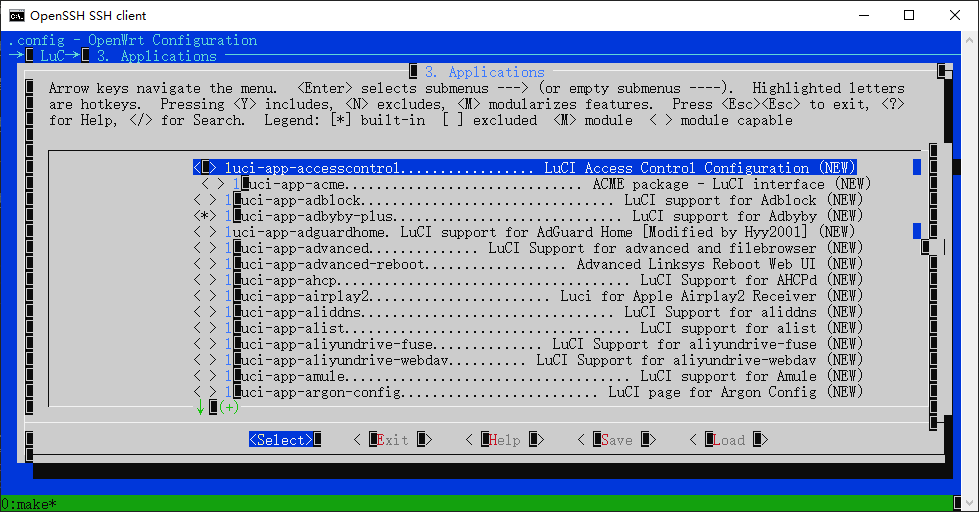 OpenSSH SSH client
.config - OpenWrt Configuration
→ LuC→ 3. Applications
3. Applications
Arrow keys navigate the menu. <Enter> selects submenus ---> (or empty submenus ----). Highlighted letters
are hotkeys. Pressing <Y> includes, <N> excludes, <M> modularizes features. Press <Esc><Esc> to exit, <?>
for Help, </> for Search. Legend: [*] built-in [ ] excluded <M> module < > module capable
< > luci-app-accesscontrol................. LuCI Access Control Configuration (NEW)
< > luci-app-acme.............................. ACME package - LuCI interface (NEW)
< > luci-app-adblock................................. LuCI support for Adblock (NEW)
<*> luci-app-adbyby-plus.............................. LuCI support for Adbyby (NEW)
< > luci-app-adguardhome. LuCI support for AdGuard Home [Modified by Hyy2001] (NEW)
< > luci-app-advanced.............. LuCI Support for advanced and filebrowser (NEW)
< > luci-app-advanced-reboot.................. Advanced Linksys Reboot Web UI (NEW)
< > luci-app-ahcp....................................... LuCI Support for AHCPd (NEW)
< > luci-app-airplay2....................... Luci for Apple Airplay2 Receiver (NEW)
< > luci-app-aliddns................................... LuCI support for aliddns (NEW)
< > luci-app-alist...................................... LuCI support for alist (NEW)
< > luci-app-aliyundrive-fuse.............. LuCI Support for aliyundrive-fuse (NEW)
< > luci-app-aliyundrive-webdav.......... LuCI Support for aliyundrive-webdav (NEW)
< > luci-app-amule.................................... LuCI support for Amule (NEW)
< > luci-app-argon-config......................... LuCI page for Argon Config (NEW)
↓(+)
<Select> < Exit > < Help > < Save > < Load >
0:make*